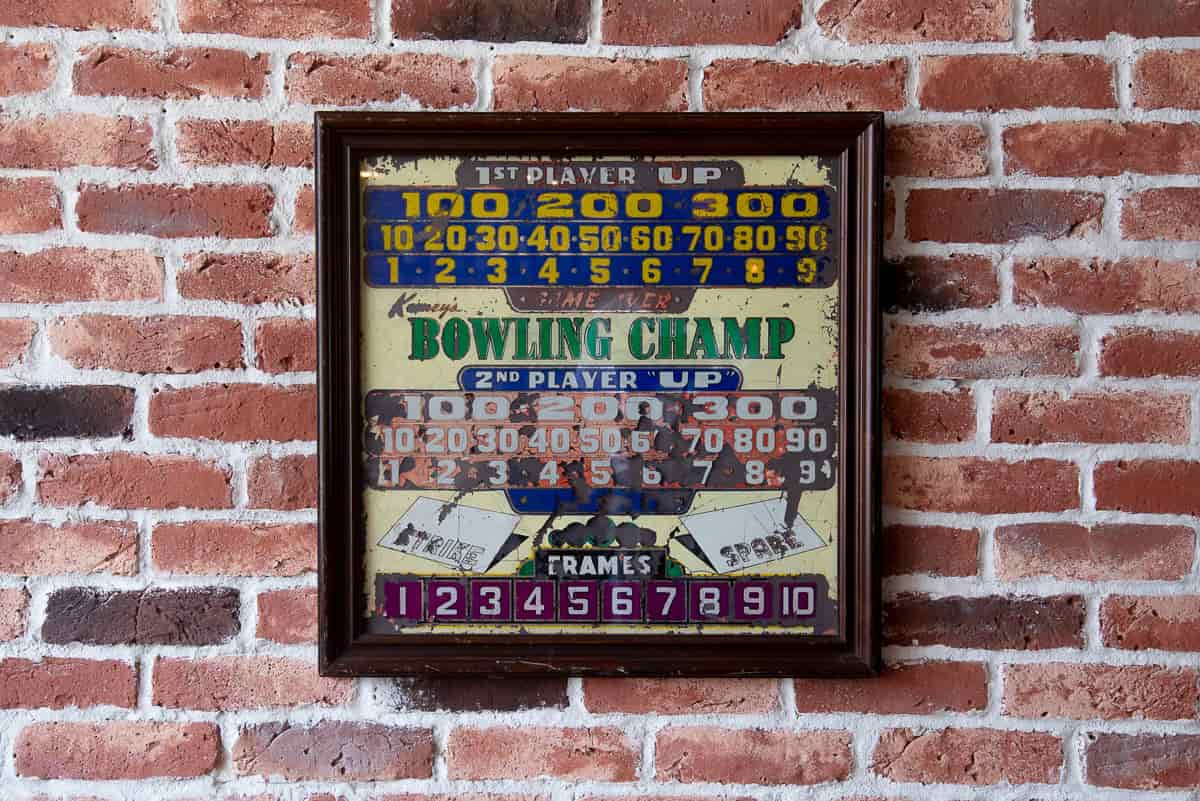 1ST PLAYER "UP"
100 200 300
10·20·30·40·50·60·70·80·90
1·2·3·4·5·6·7·8·9
Keeney's
BOWLING CHAMP
2ND PLAYER "UP"
100 200 300
10 20 30 40 50 6 70 80 90
1 2 3 4 5 6 7 8 9
STRIKE SPARE
FRAMES
1 2 3 4 5 6 7 8 9 10